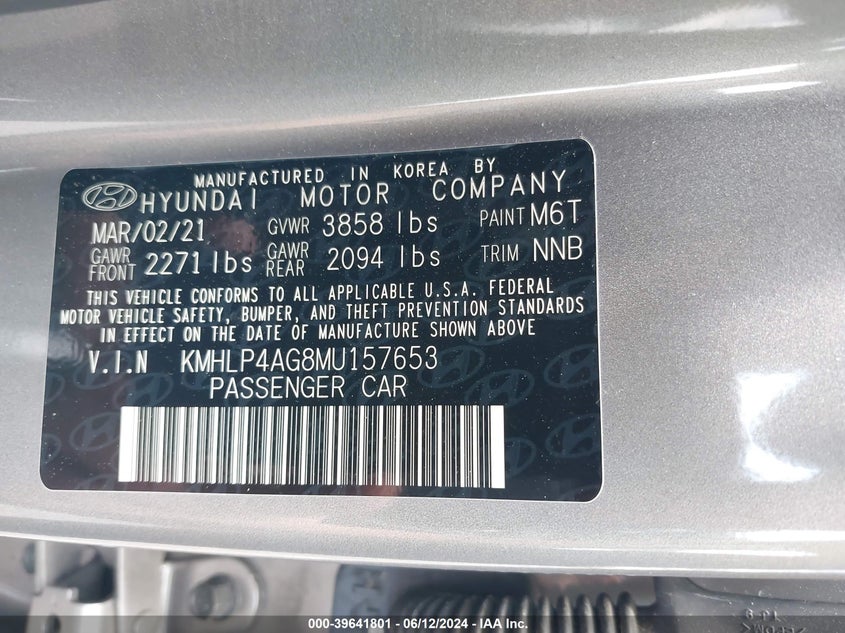 MANUFACTURED IN KOREA BY
HYUNDAI MOTOR COMPANY
MAR/02/21 GVWR 3858 lbs PAINT M6T
GAWR FRONT 2271 lbs GAWR REAR 2094 lbs TRIM NNB
THIS VEHICLE CONFORMS TO ALL APPLICABLE U.S.A. FEDERAL
MOTOR VEHICLE SAFETY, BUMPER, AND THEFT PREVENTION STANDARDS
IN EFFECT ON THE DATE OF MANUFACTURE SHOWN ABOVE
V.I.N KMHLP4AG8MU157653
PASSENGER CAR
000-39641801 - 06/12/2024 - IAA Inc.